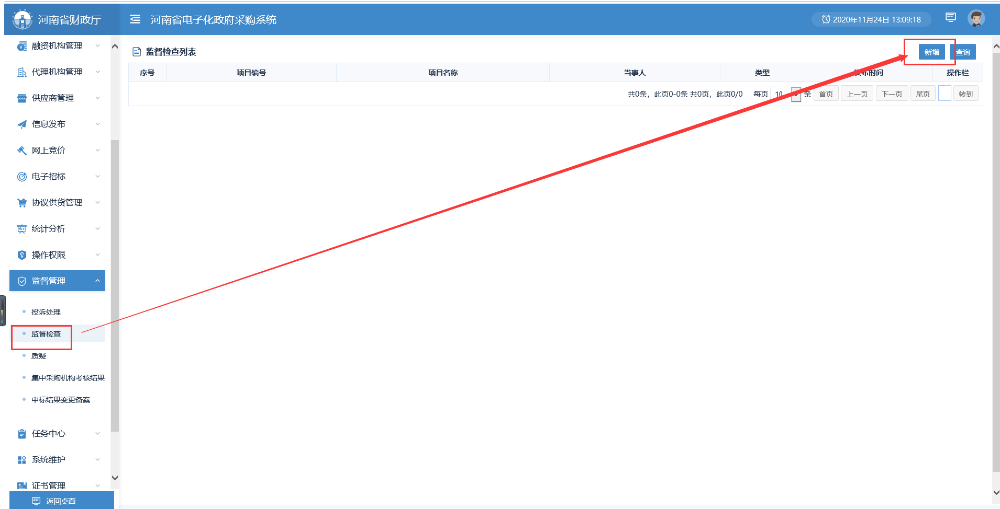 河南省财政厅
河南省电子化政府采购系统
2020年11月24日 13:09:18
融资机构管理
代理机构管理
供应商管理
信息发布
网上竞价
电子招标
协议供货管理
统计分析
操作权限
监督管理
投诉处理
监督检查
质疑
集中采购机构考核结果
中标结果变更备案
任务中心
系统维护
证书管理
返回桌面
监督检查列表
新增 查询
序号 项目编号 项目名称 当事人 类型 发布时间 操作栏
共0条，此页0-0条 共0页，此页0/0 每页 10 条 首页 上一页 下一页 尾页 转到